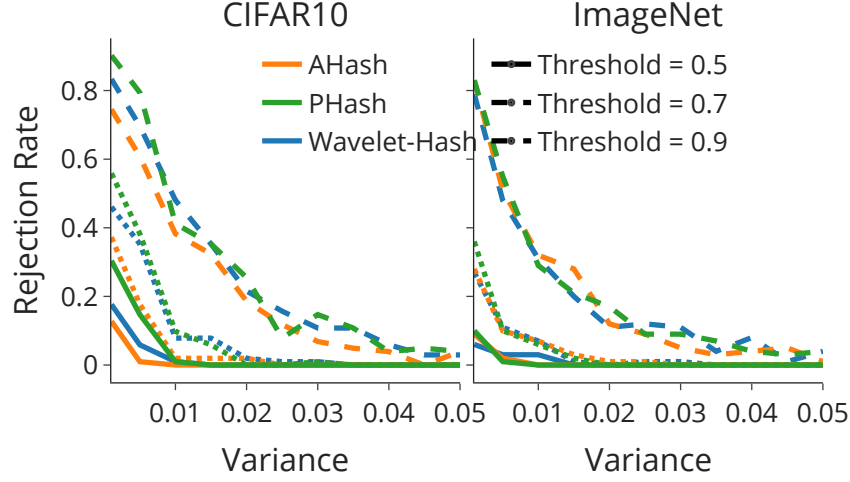 CIFAR10
ImageNet
AHash
PHash
Wavelet-Hash
Threshold = 0.5
Threshold = 0.7
Threshold = 0.9
Rejection Rate
0.8
0.6
0.4
0.2
0
0.01 0.02 0.03 0.04 0.05
0.01 0.02 0.03 0.04 0.05
Variance
Variance